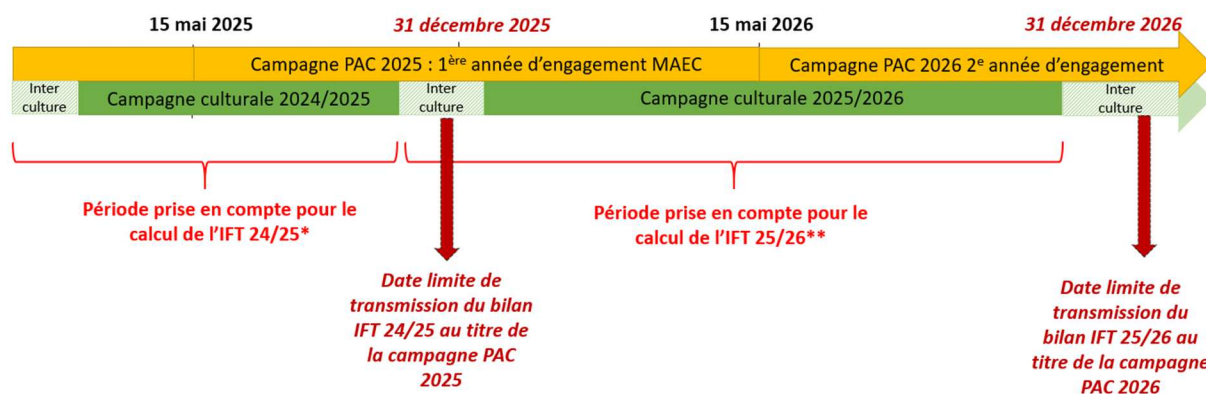 15 mai 2025
31 décembre 2025
15 mai 2026
31 décembre 2026
Campagne PAC 2025 : 1ère année d'engagement MAEC
Campagne PAC 2026 2e année d'engagement
Inter
culture
Campagne culturale 2024/2025
Inter
culture
Campagne culturale 2025/2026
Inter
culture
Période prise en compte pour le
calcul de l'IFT 24/25*
Période prise en compte pour le
calcul de l'IFT 25/26**
Date limite de
transmission du bilan
IFT 24/25 au titre de
la campagne PAC
2025
Date limite de
transmission du
bilan IFT 25/26 au
titre de la campagne
PAC 2026